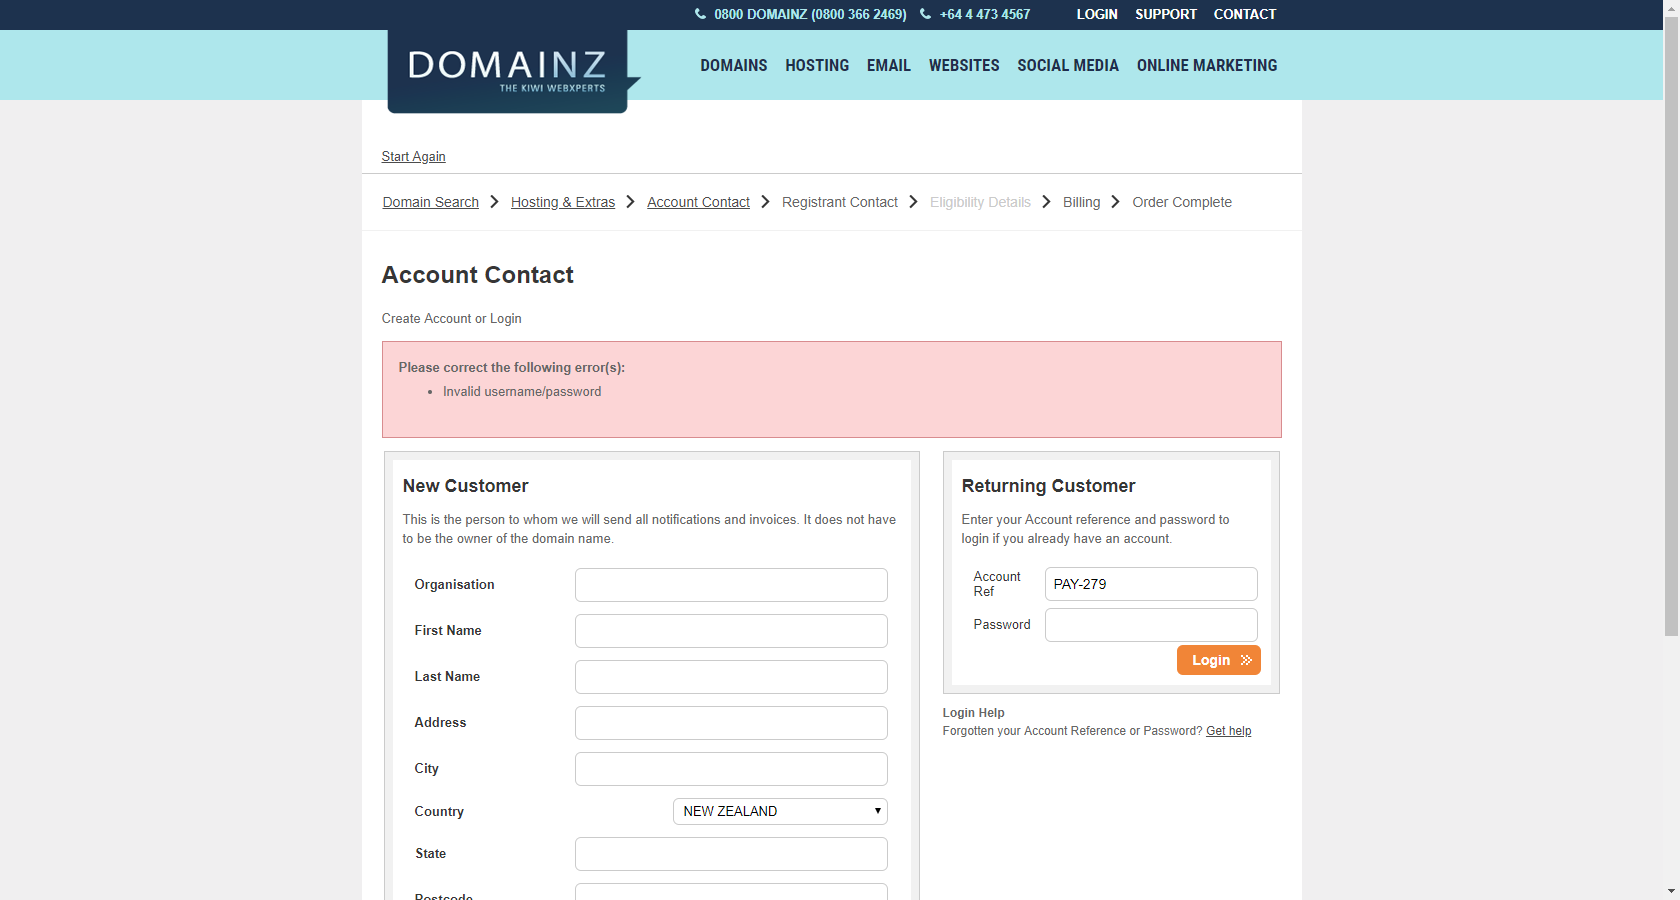 0800 DOMAINZ (0800 366 2469) +64 4 473 4567 LOGIN SUPPORT CONTACT
DOMAINZ
THE KIWI WEBXPERTS
DOMAINS HOSTING EMAIL WEBSITES SOCIAL MEDIA ONLINE MARKETING
Start Again
Domain Search Hosting & Extras Account Contact Registrant Contact Eligibility Details Billing Order Complete
Account Contact
Create Account or Login
Please correct the following error(s):
• Invalid username/password
New Customer
This is the person to whom we will send all notifications and invoices. It does not have
to be the owner of the domain name.
Organisation
First Name
Last Name
Address
City
Country NEW ZEALAND
State
Postcode
Returning Customer
Enter your Account reference and password to
login if you already have an account.
Account
Ref
PAY-279
Password
Login
Login Help
Forgotten your Account Reference or Password? Get help